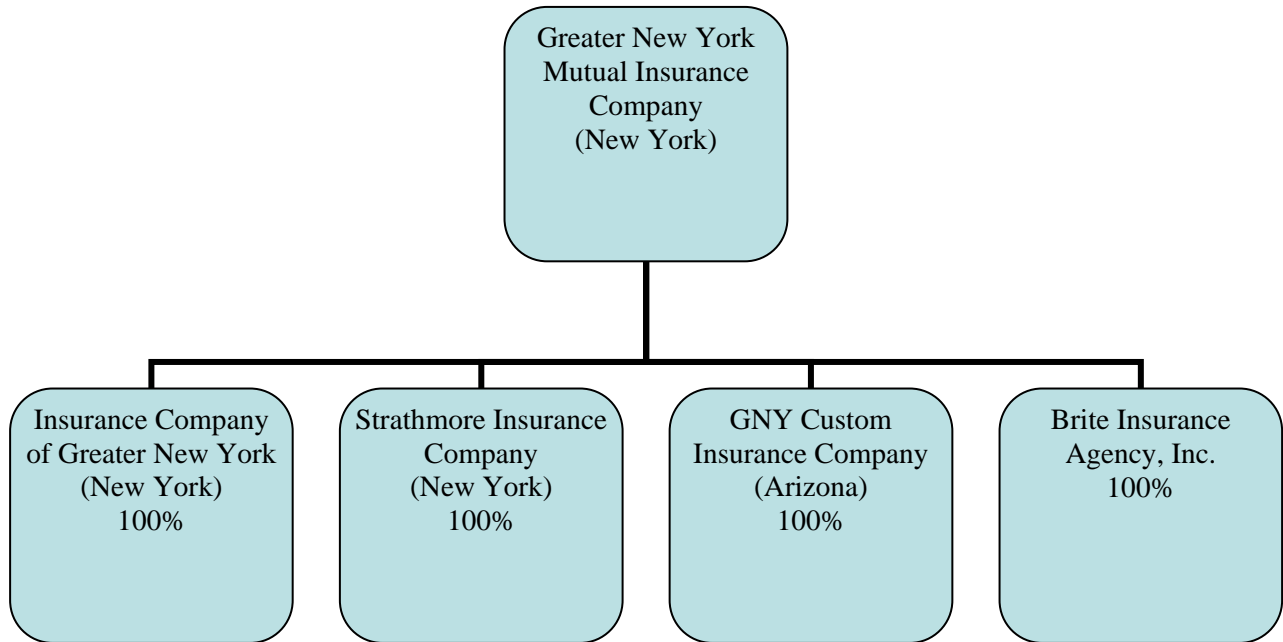 Greater New York
Mutual Insurance
Company
(New York)
Insurance Company
of Greater New York
(New York)
100%
Strathmore Insurance
Company
(New York)
100%
GNY Custom
Insurance Company
(Arizona)
100%
Brite Insurance
Agency, Inc.
100%